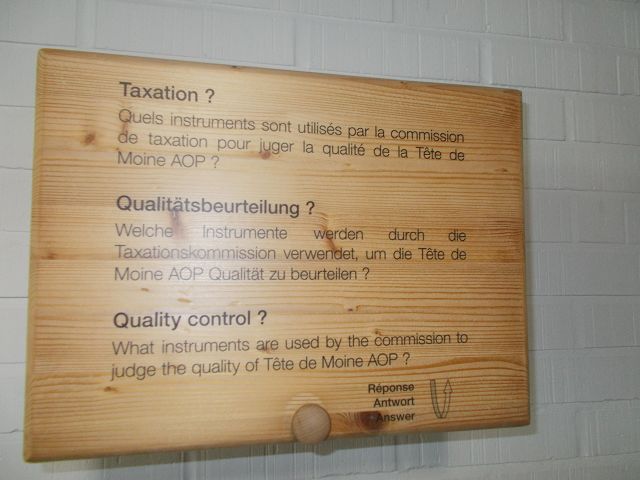 Taxation ?
Quels instruments sont utilisés par la commission
de taxation pour juger la qualité de la Tête de
Moine AOP ?
Qualitätsbeurteilung ?
Welche Instrumente werden durch die
Taxationskommission verwendet, um die Tête de
Moine AOP Qualität zu beurteilen ?
Quality control ?
What instruments are used by the commission to
judge the quality of Tête de Moine AOP ?
Réponse
Antwort
Answer